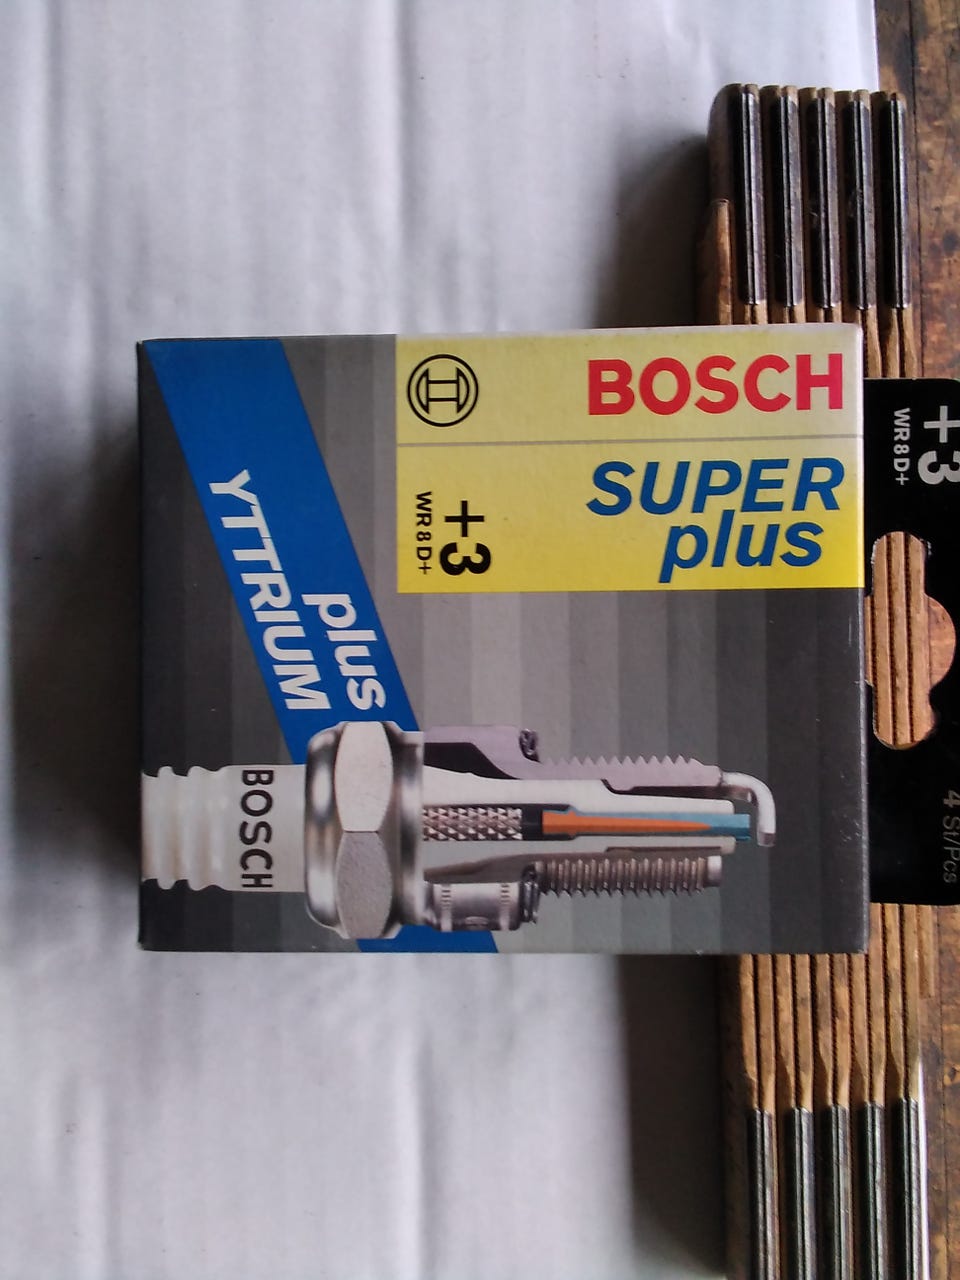 BOSCH
SUPER
plus
+3
WR8D+
YTTRIUM
plus
BOSCH
+3
WR8D+
4 St/Pcs